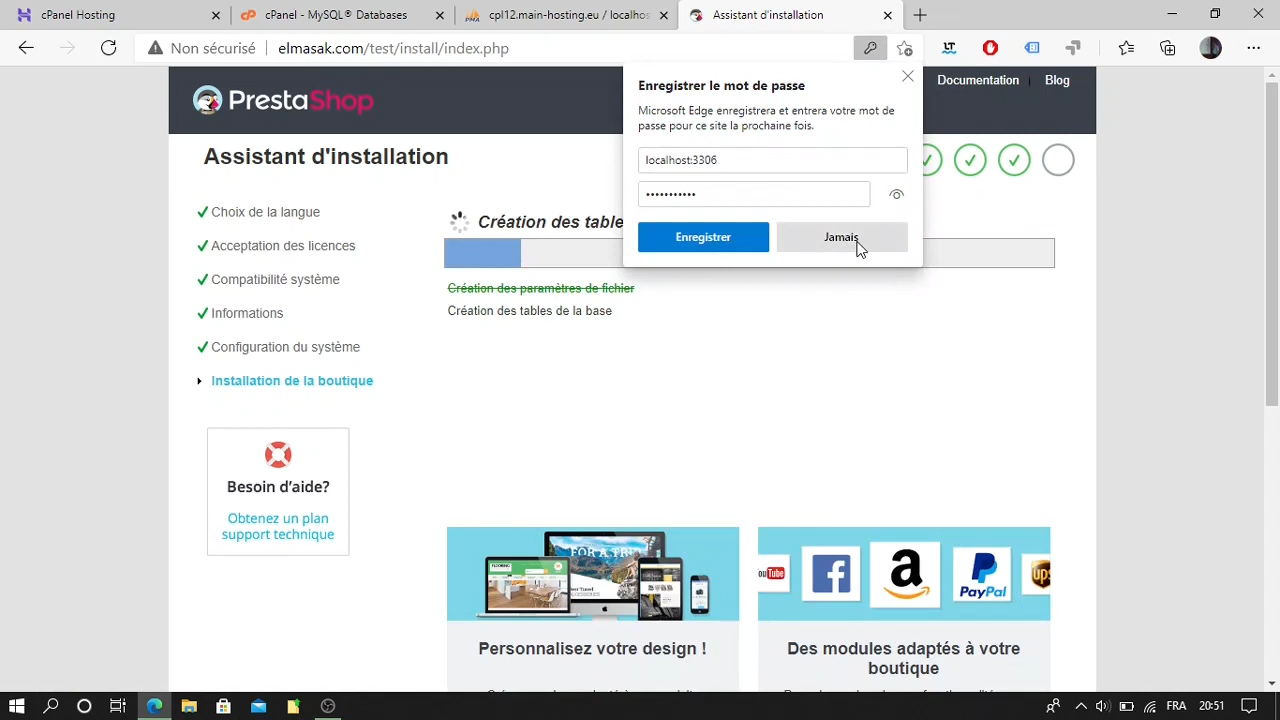 cPanel Hosting
cPanel - MySQL® Databases
cpl12.main-hosting.eu / localhos
Assistant d'installation
Non sécurisé
elmasak.com/test/install/index.php
PrestaShop
Documentation
Blog
Enregistrer le mot de passe
Microsoft Edge enregistrera et entrera votre mot de
passe pour ce site la prochaine fois.
localhost:3306
•••••••••••
Enregistrer
Jamais
Assistant d'installation
Choix de la langue
Acceptation des licences
Compatibilité système
Informations
Configuration du système
Installation de la boutique
Création des table
Création des paramètres de fichier
Création des tables de la base
Besoin d'aide?
Obtenez un plan
support technique
FOR A TRE
YouTube
a
PayPal
ups
Personnalisez votre design !
Des modules adaptés à votre
boutique
FRA
20:51